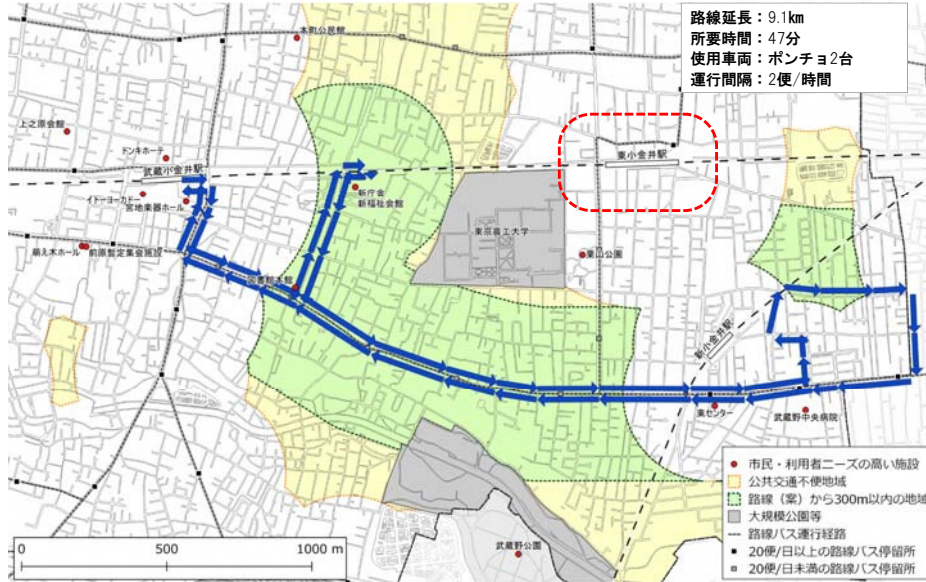 路線延長：9.1km
所要時間：47分
使用車両：ポンチョ2台
運行間隔：2便/時間
本町公民館
上之原会館
ドンキホーテ
武蔵小金井駅
東小金井駅
イトーヨーカドー
宮地楽器ホール
新庁舎
新福祉会館
東京農工大学
栗山公園
萌え木ホール
前原暫定集会施設
図書館本館
新小金井駅
東センター
武蔵野中央病院
武蔵野公園
市民・利用者ニーズの高い施設
公共交通不便地域
路線（案）から300m以内の地域
大規模公園等
路線バス運行経路
20便/日以上の路線バス停留所
20便/日未満の路線バス停留所
0 500 1000 m